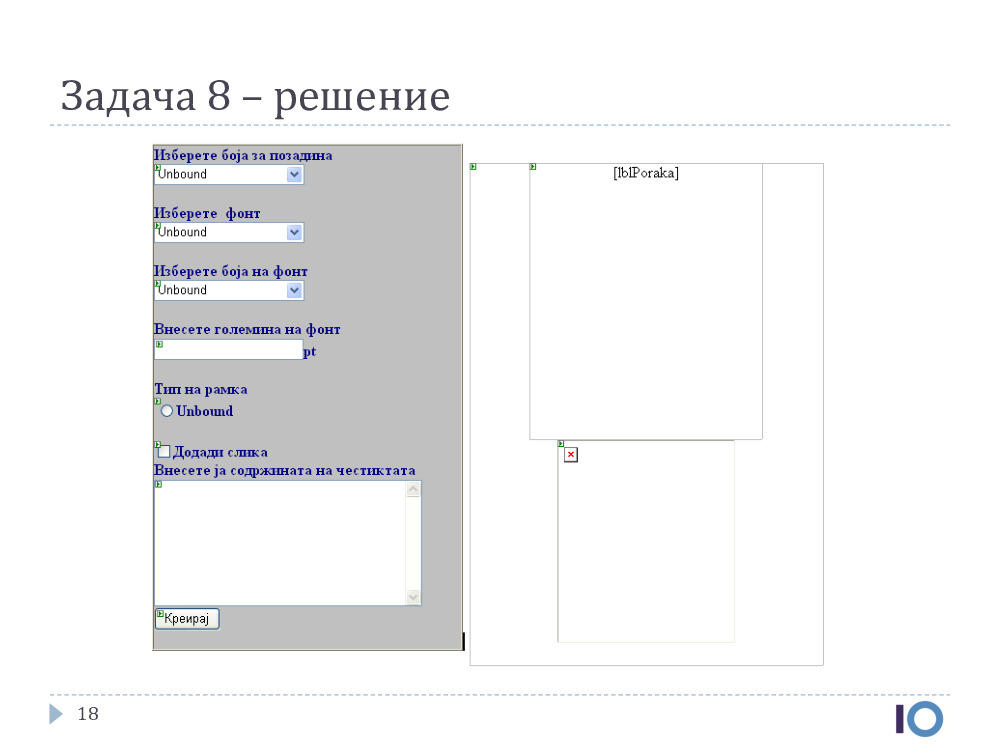 Задача 8 – решение
Изберете боја за позадина
Unbound
Изберете фонт
Unbound
Изберете боја на фонт
Unbound
Внесете големина на фонт
pt
Тип на рамка
Unbound
Додади слика
Внесете ја содржината на честиктата
Креирај
[lblPoraka]
18